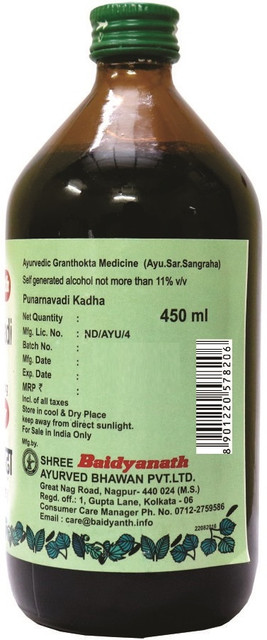 Ayurvedic Granthokta Medicine (Ayu.Sar.Sangraha)
Self generated alcohol not more than 11% v/v
Punarnavadi Kadha
Net Quantity : 450 ml
Mfg. Lic. No. : ND/AYU/4
Batch No. :
Mfg. Date :
Exp. Date :
MRP ₹ :
Incl. of all taxes
Store in cool & Dry Place
keep away from direct sunlight.
For Sale in India Only
Mfg.by.
SHREE Baidyanath
AYURVED BHAWAN PVT.LTD.
Great Nag Road, Nagpur- 440 024 (M.S.)
Regd. off.: 1, Gupta Lane, Kolkata - 06
Consumer Care Manager Ph. No. 0712-2759586
Email : care@baidyanth.info
8901220578206
22082018